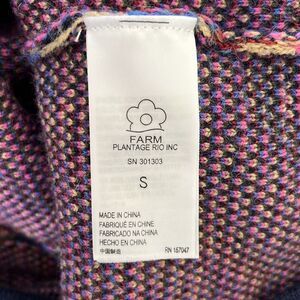 FARM
PLANTAGE RIO INC
SN 301303
S
MADE IN CHINA
FABRIQUÉ EN CHINE
FABRICADO NA CHINA
HECHO EN CHINA
中国制造 RN 157047